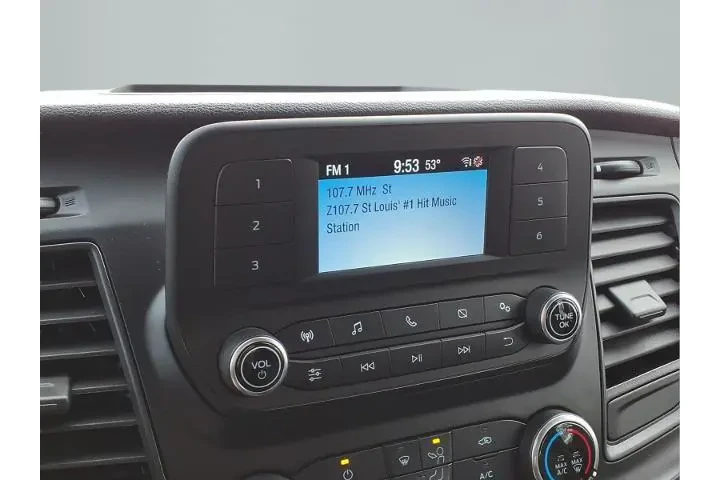 FM 1 9:53 53°
107.7 MHz St
Z107.7 St Louis' #1 Hit Music
Station
1
2
3
4
5
6
VOL
TUNE
OK
MAX
A/C
A/C
MAX